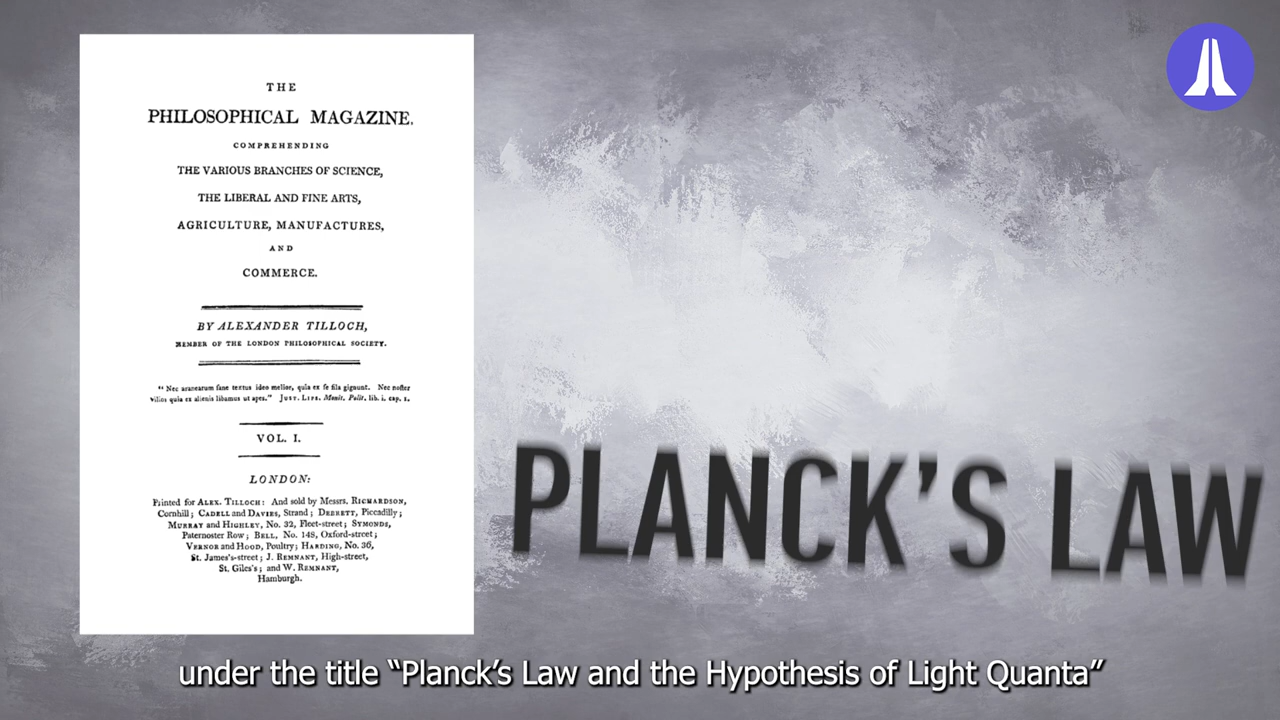 THE
PHILOSOPHICAL MAGAZINE.
COMPREHENDING
THE VARIOUS BRANCHES OF SCIENCE,
THE LIBERAL AND FINE ARTS,
AGRICULTURE, MANUFACTURES,
AND
COMMERCE.
BY ALEXANDER TILLOCH,
MEMBER OF THE LONDON PHILOSOPHICAL SOCIETY.
“ Nec aranearum ſane textus ideo melior, quia ex ſe fila gignunt. Nec noſter
vilior quia ex alienis libamus ut apes.” JUST. LIPS. Monit. Polit. lib. i. cap. 1.
VOL. I.
LONDON:
Printed for ALEX. TILLOCH: And sold by Messrs. RICHARDSON,
Cornhill; CADELL and DAVIES, Strand; DEBRETT, Piccadilly;
MURRAY and HIGHLEY, No. 32, Fleet-street; SYMONDS,
Paternoster Row; BELL, No. 148, Oxford-street;
VERNOR and HOOD, Poultry; HARDING, No. 36,
St. James's-street; J. REMNANT, High-street,
St. Giles's; and W. REMNANT,
Hamburgh.
PLANCK’S LAW
under the title “Planck’s Law and the Hypothesis of Light Quanta”